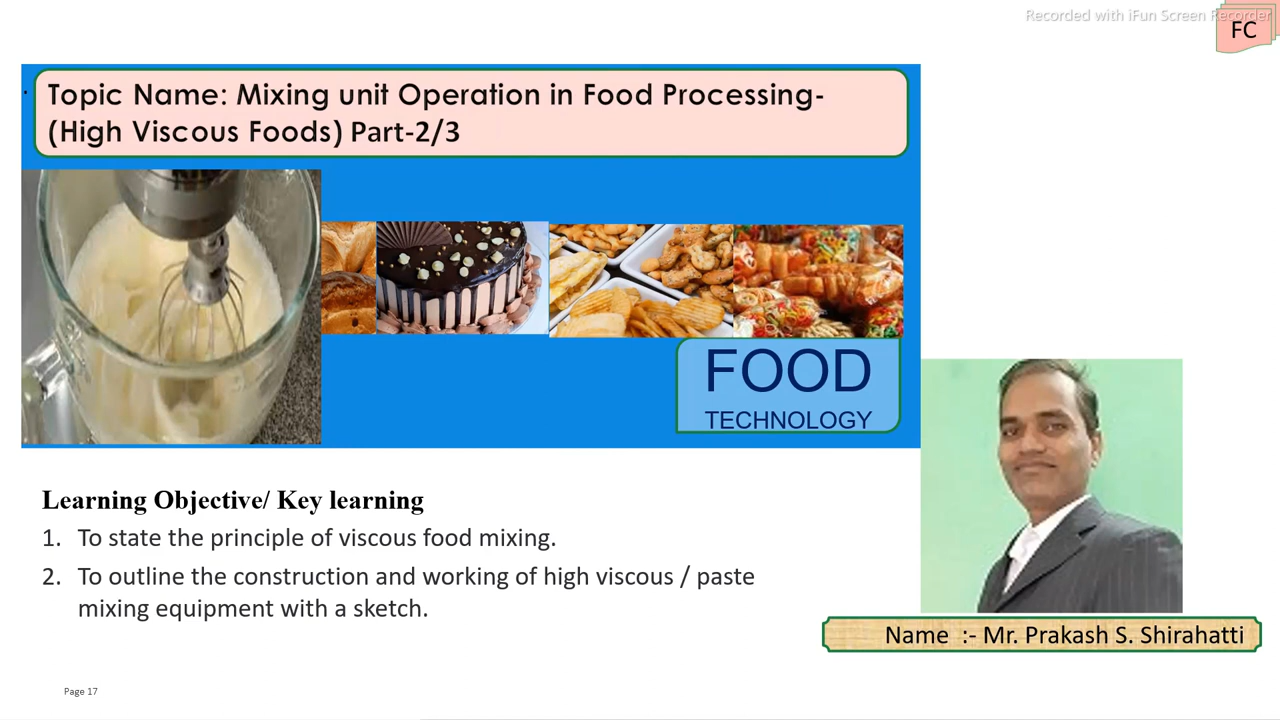 Recorded with iFun Screen Recorder
FC
Topic Name: Mixing unit Operation in Food Processing-
(High Viscous Foods) Part-2/3
FOOD
TECHNOLOGY
Learning Objective/ Key learning
1. To state the principle of viscous food mixing.
2. To outline the construction and working of high viscous / paste
mixing equipment with a sketch.
Name :- Mr. Prakash S. Shirahatti
Page 17